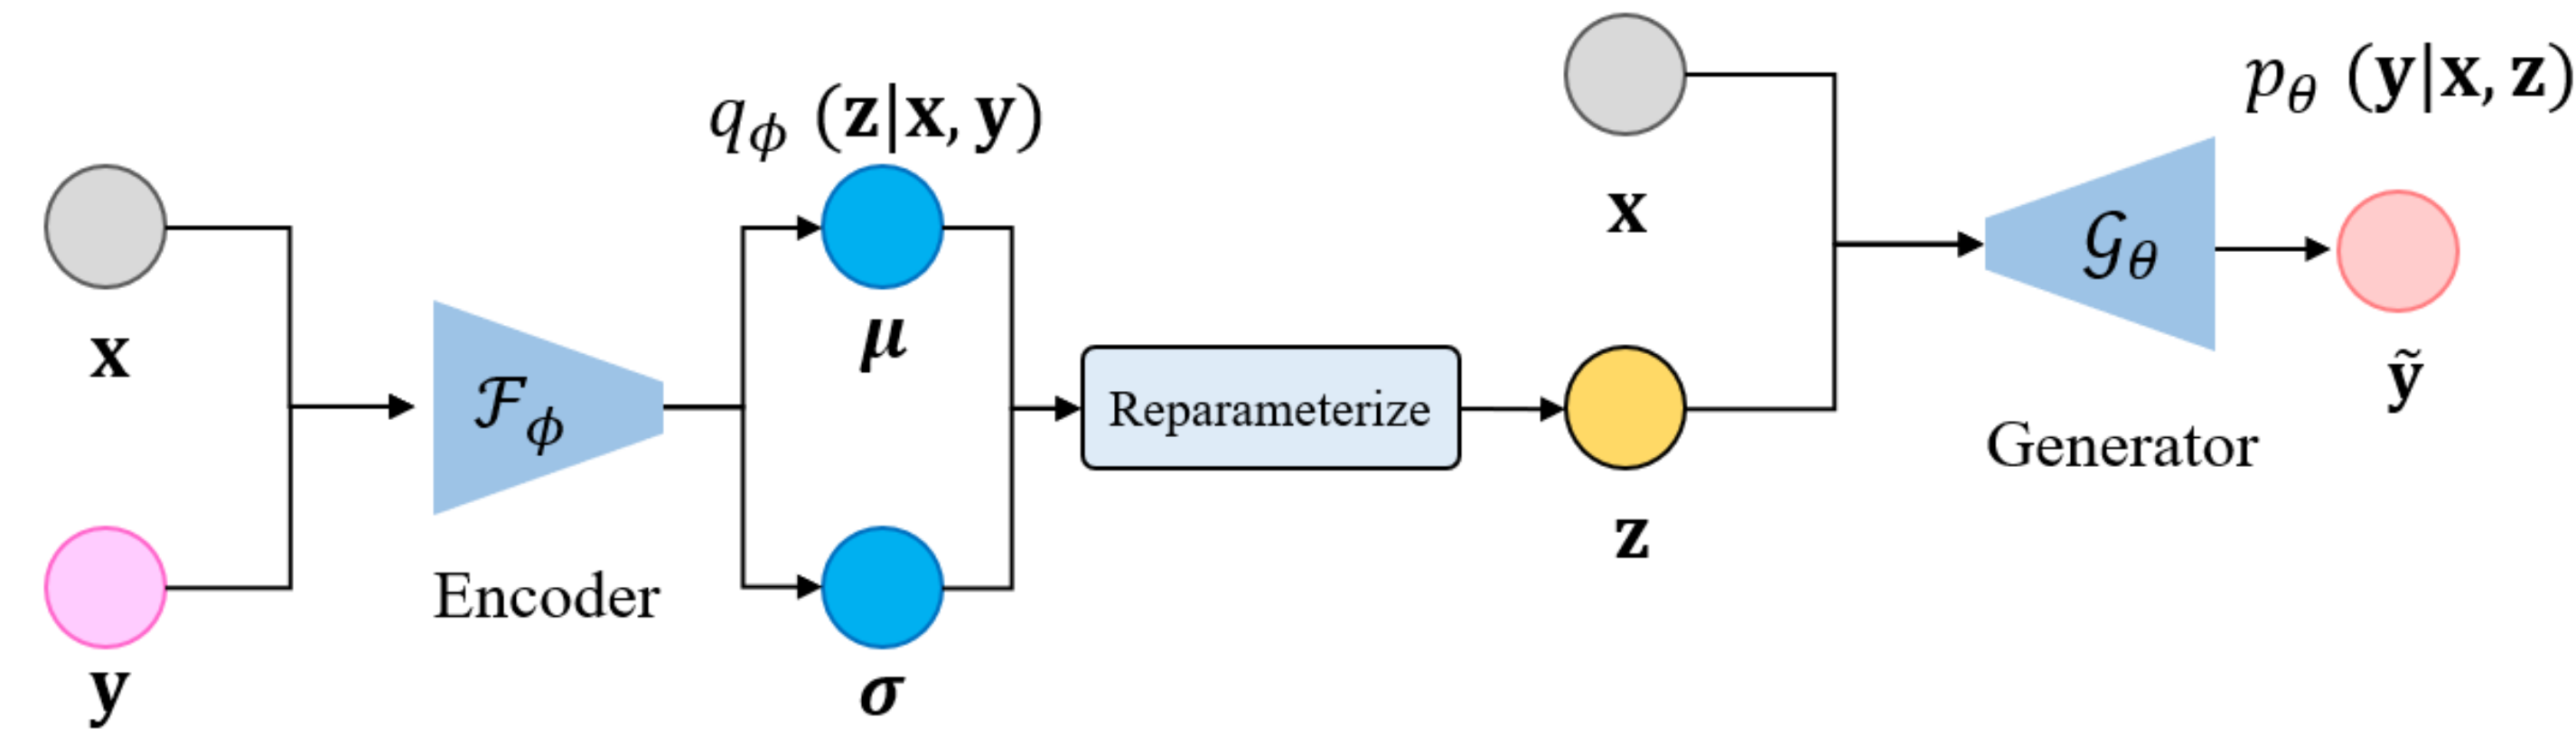 x
y
ℱ_ϕ
Encoder
q_ϕ (z|x, y)
μ
σ
Reparameterize
x
z
𝒢_θ
Generator
p_θ (y|x, z)
ỹ